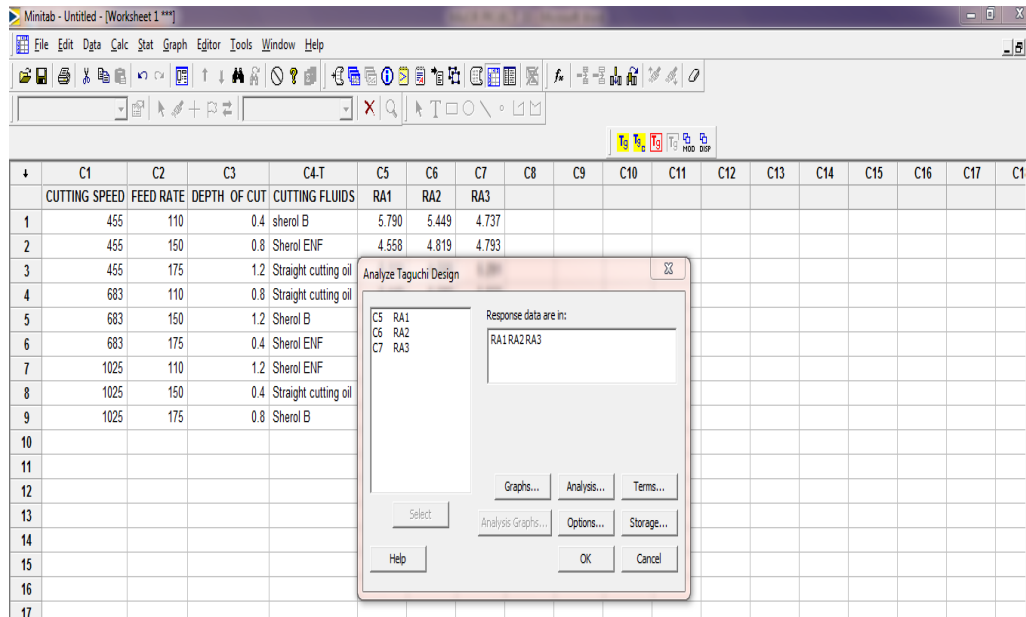 Minitab - Untitled - [Worksheet 1 ***]
File Edit Data Calc Stat Graph Editor Tools Window Help
Tg Tg C Tg Tg MOD DISP
↓ C1 C2 C3 C4-T C5 C6 C7 C8 C9 C10 C11 C12 C13 C14 C15 C16 C17 C1
CUTTING SPEED FEED RATE DEPTH OF CUT CUTTING FLUIDS RA1 RA2 RA3
1 455 110 0.4 sherol B 5.790 5.449 4.737
2 455 150 0.8 Sherol ENF 4.558 4.819 4.793
3 455 175 1.2 Straight cutting oil
4 683 110 0.8 Straight cutting oil
5 683 150 1.2 Sherol B
6 683 175 0.4 Sherol ENF
7 1025 110 1.2 Sherol ENF
8 1025 150 0.4 Straight cutting oil
9 1025 175 0.8 Sherol B
10
11
12
13
14
15
16
17
Analyze Taguchi Design
C5 RA1
C6 RA2
C7 RA3
Response data are in:
RA1 RA2 RA3
Select
Graphs... Analysis... Terms...
Analysis Graphs... Options... Storage...
Help OK Cancel